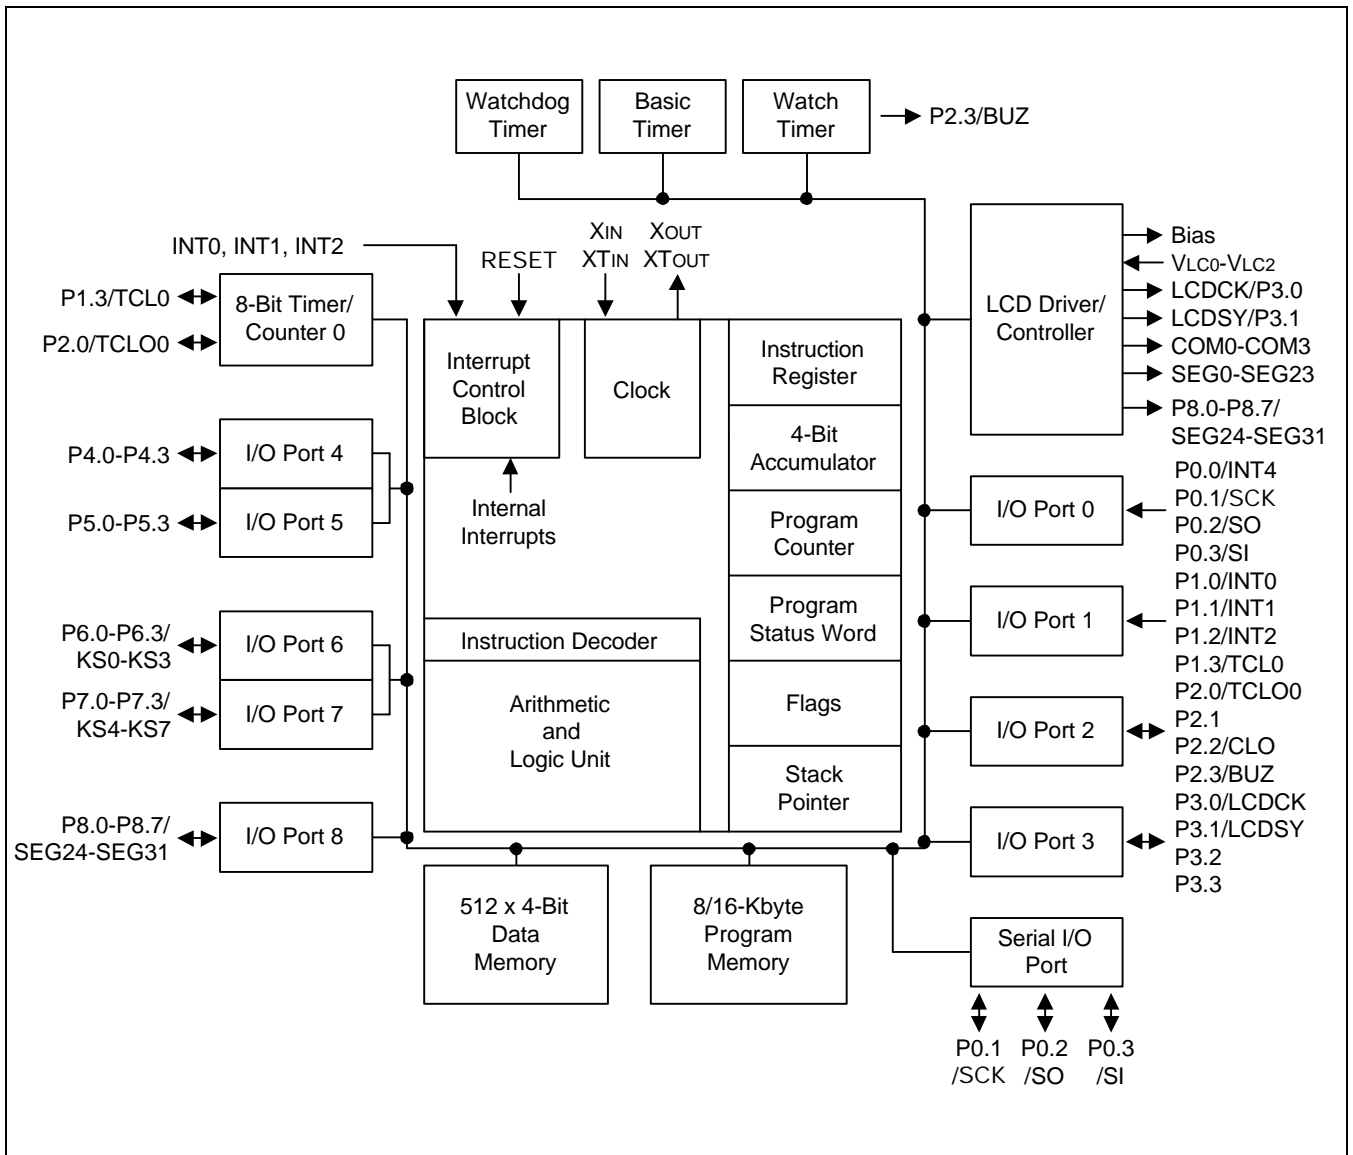 Watchdog
Timer
Basic
Timer
Watch
Timer
P2.3/BUZ
INT0, INT1, INT2
RESET
XIN
XTIN
XOUT
XTOUT
P1.3/TCL0
P2.0/TCLO0
8-Bit Timer/
Counter 0
Interrupt
Control
Block
Clock
Internal
Interrupts
Instruction
Register
4-Bit
Accumulator
Program
Counter
Program
Status Word
Flags
Stack
Pointer
LCD Driver/
Controller
Bias
VLC0-VLC2
LCDCK/P3.0
LCDSY/P3.1
COM0-COM3
SEG0-SEG23
P8.0-P8.7/
SEG24-SEG31
P4.0-P4.3
I/O Port 4
P5.0-P5.3
I/O Port 5
P6.0-P6.3/
KS0-KS3
I/O Port 6
P7.0-P7.3/
KS4-KS7
I/O Port 7
P8.0-P8.7/
SEG24-SEG31
I/O Port 8
Instruction Decoder
Arithmetic
and
Logic Unit
I/O Port 0
P0.0/INT4
P0.1/SCK
P0.2/SO
P0.3/SI
I/O Port 1
P1.0/INT0
P1.1/INT1
P1.2/INT2
P1.3/TCL0
I/O Port 2
P2.0/TCLO0
P2.1
P2.2/CLO
P2.3/BUZ
I/O Port 3
P3.0/LCDCK
P3.1/LCDSY
P3.2
P3.3
512 x 4-Bit
Data
Memory
8/16-Kbyte
Program
Memory
Serial I/O
Port
P0.1
/SCK
P0.2
/SO
P0.3
/SI